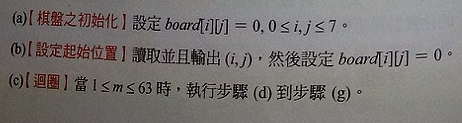 (a)【棋盤之初始化】設定 board[i][j] = 0, 0 ≤ i, j ≤ 7。
(b)【設定起始位置】讀取並且輸出 (i, j)，然後設定 board[i][j] = 0。
(c)【迴圈】當 1 ≤ m ≤ 63 時，執行步驟 (d) 到步驟 (g)。